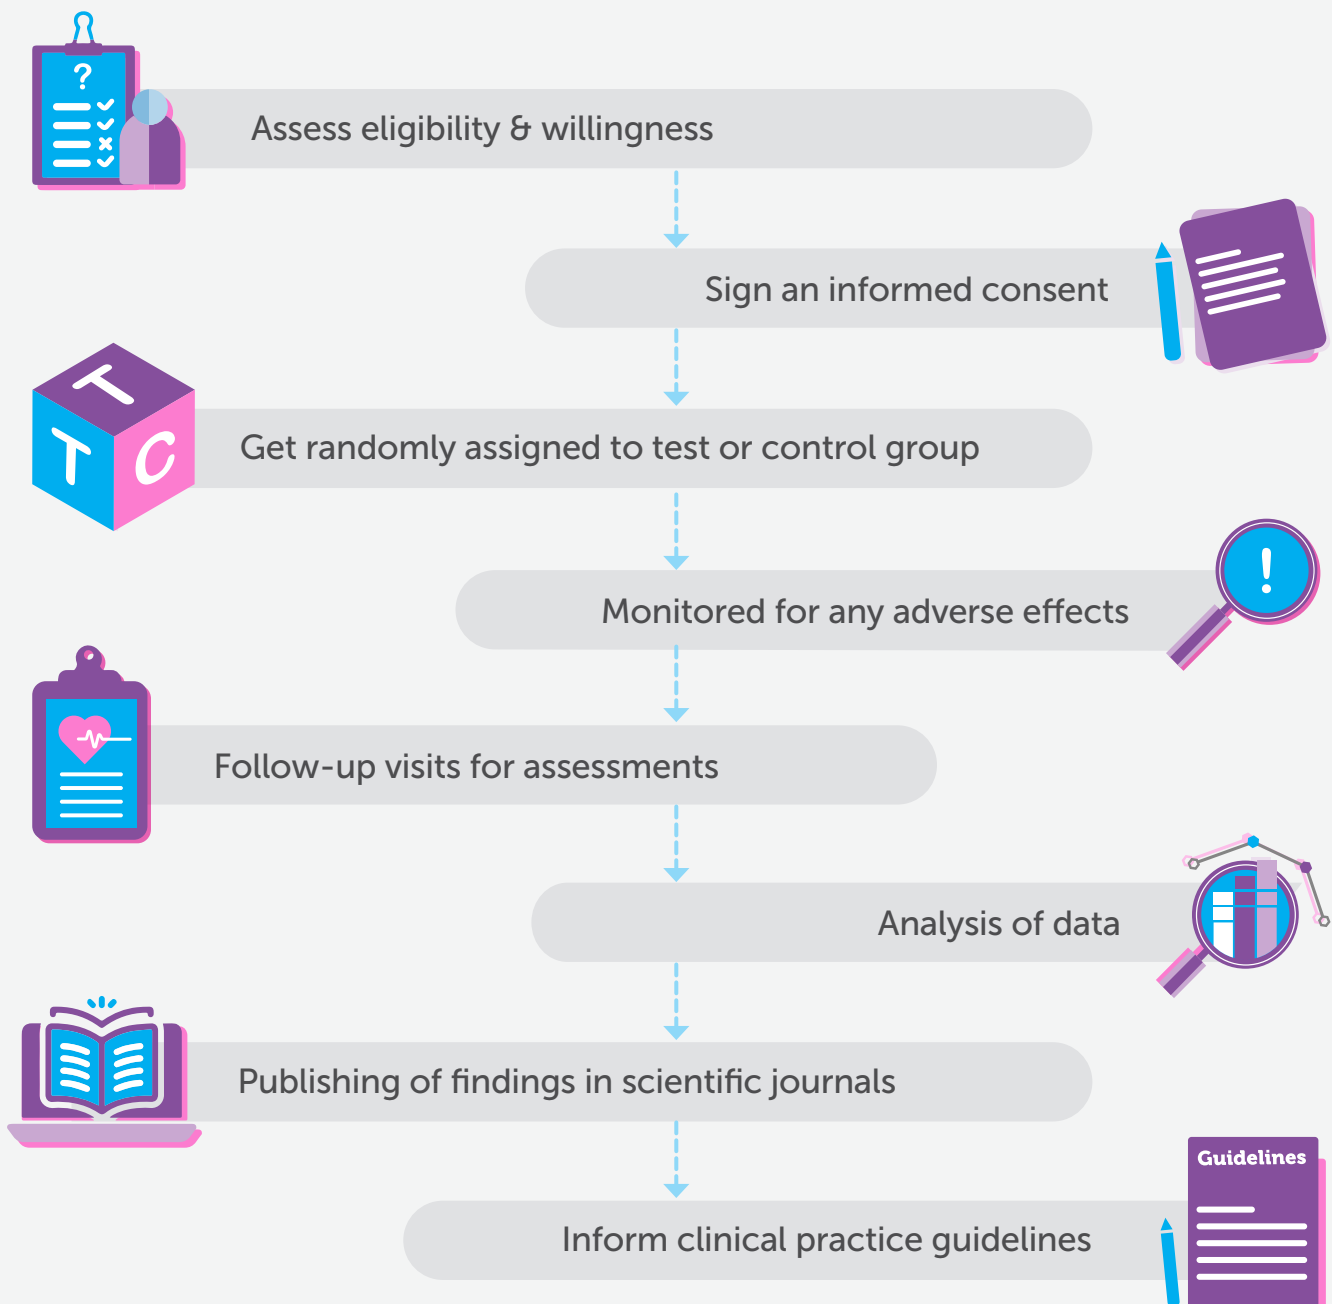 ?
Assess eligibility & willingness
Sign an informed consent
T
T C
Get randomly assigned to test or control group
!
Monitored for any adverse effects
Follow-up visits for assessments
Analysis of data
Publishing of findings in scientific journals
Guidelines
Inform clinical practice guidelines